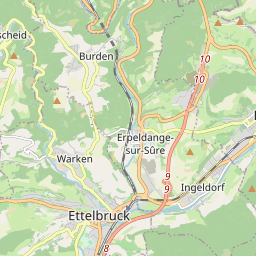 scheid
Burden
10
10
Erpeldange-
sur-Sûre
Warken
9
9
Ingeldorf
Ettelbruck
8